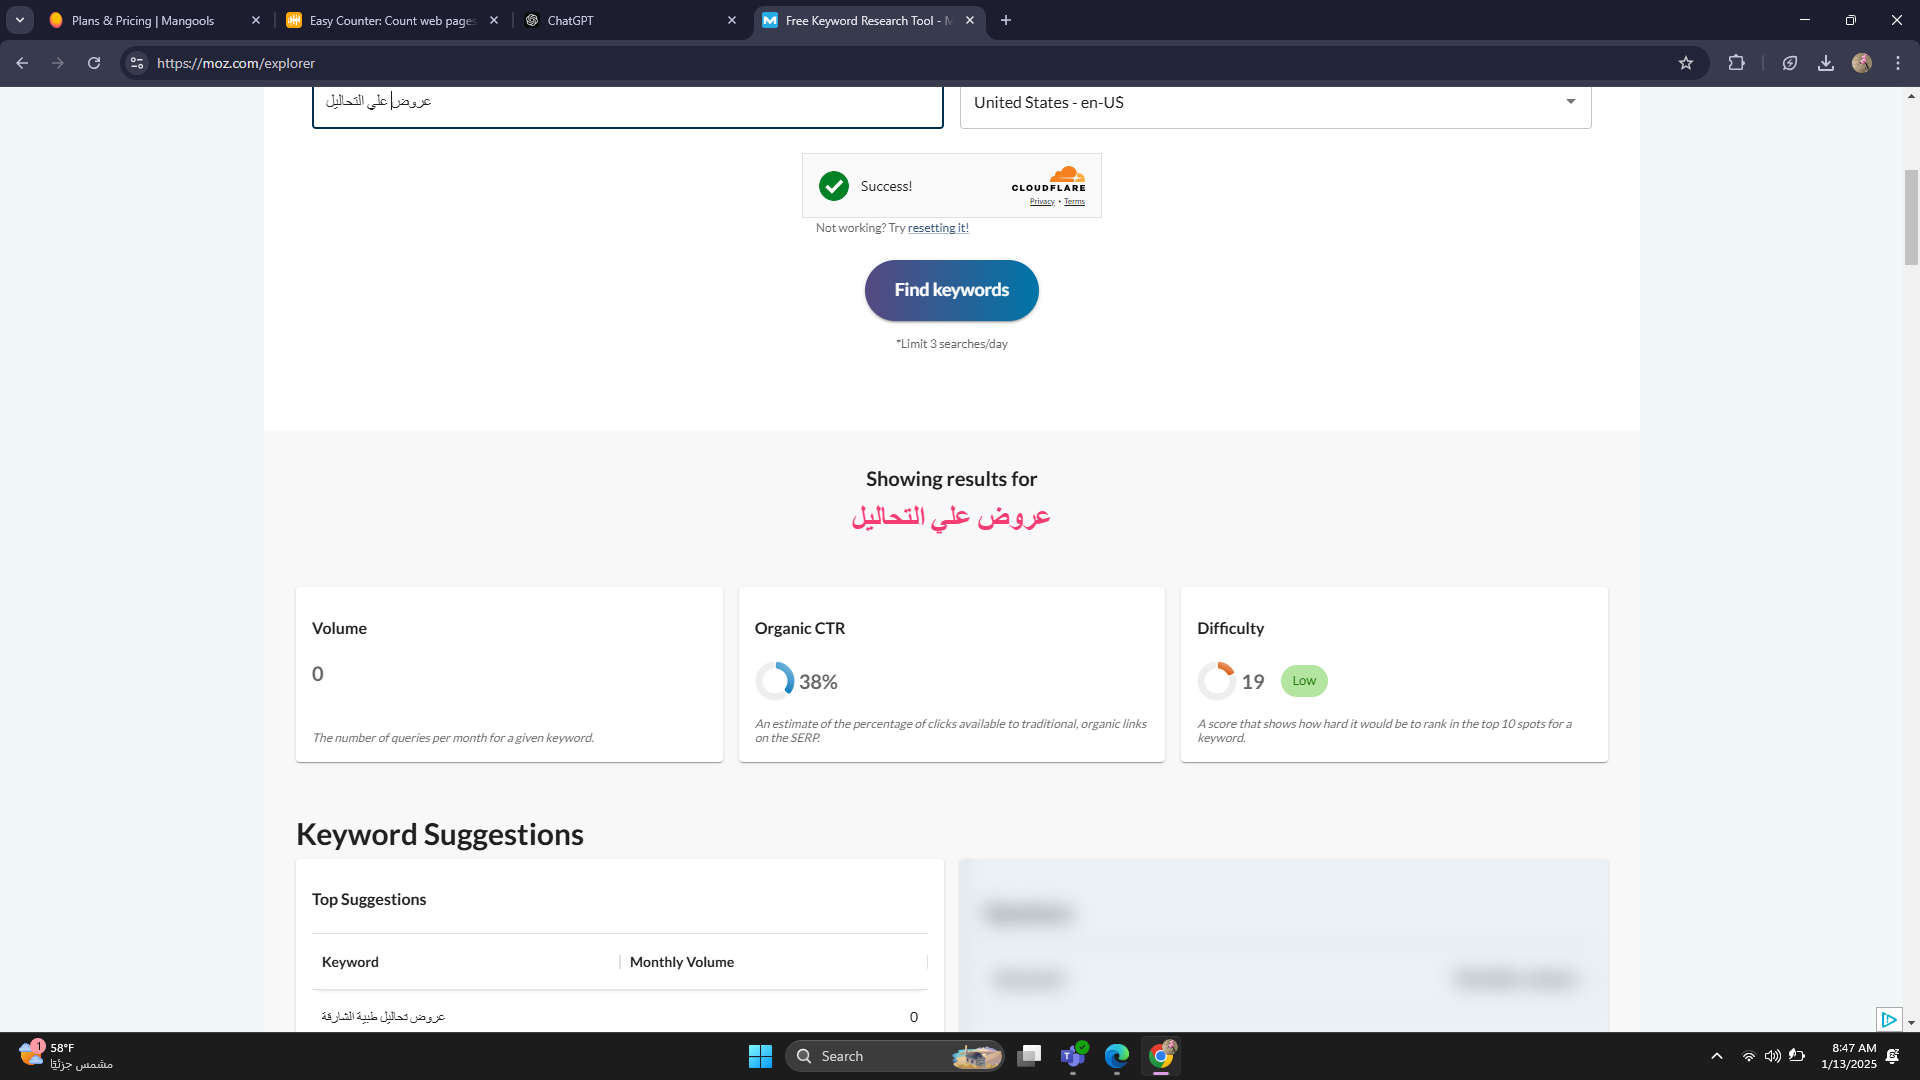 Plans & Pricing | Mangools
Easy Counter: Count web pages
ChatGPT
Free Keyword Research Tool - M
https://moz.com/explorer
عروض علي التحاليل
United States - en-US
Success!
CLOUDFLARE
Privacy • Terms
Not working? Try resetting it!
Find keywords
*Limit 3 searches/day
Showing results for
عروض علي التحاليل
Volume
0
The number of queries per month for a given keyword.
Organic CTR
38%
An estimate of the percentage of clicks available to traditional, organic links
on the SERP.
Difficulty
19
Low
A score that shows how hard it would be to rank in the top 10 spots for a
keyword.
Keyword Suggestions
Top Suggestions
Keyword
Monthly Volume
عروض تحاليل طبية الشارقة
0
1
58°F
مشمس جزئيًا
Search
8:47 AM
1/13/2025